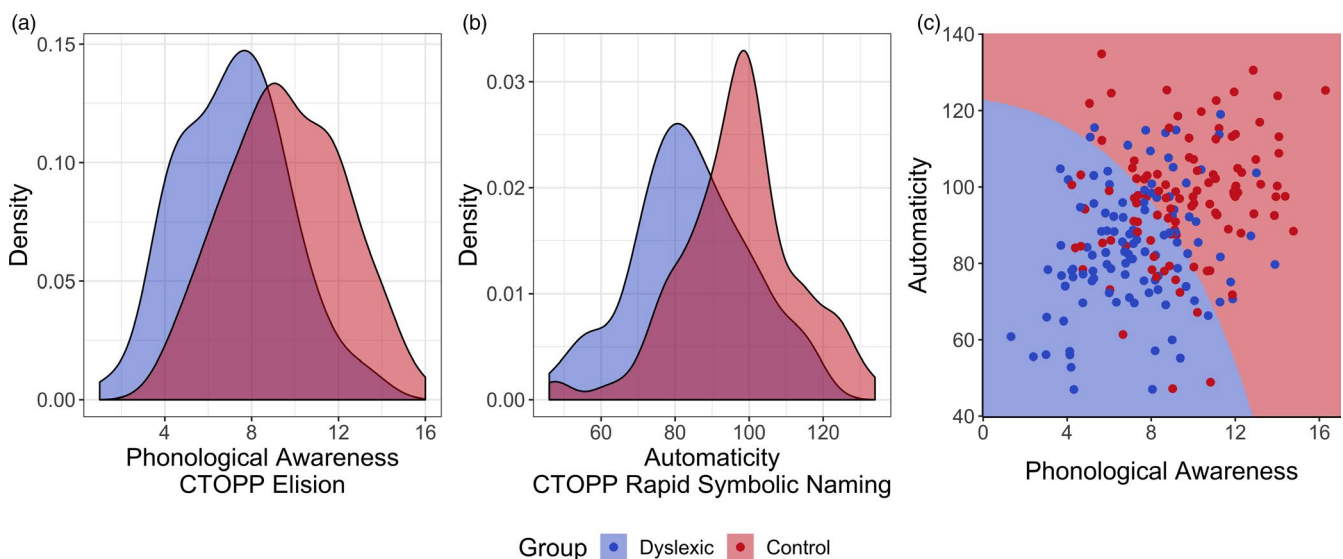 (a)
0.15
0.10
0.05
0.00
Density
4
8
12
16
Phonological Awareness
CTOPP Elision
(b)
0.03
0.02
0.01
0.00
Density
60
80
100
120
Automaticity
CTOPP Rapid Symbolic Naming
(c)
140
120
100
80
60
40
Automaticity
0
4
8
12
16
Phonological Awareness
Group
Dyslexic
Control